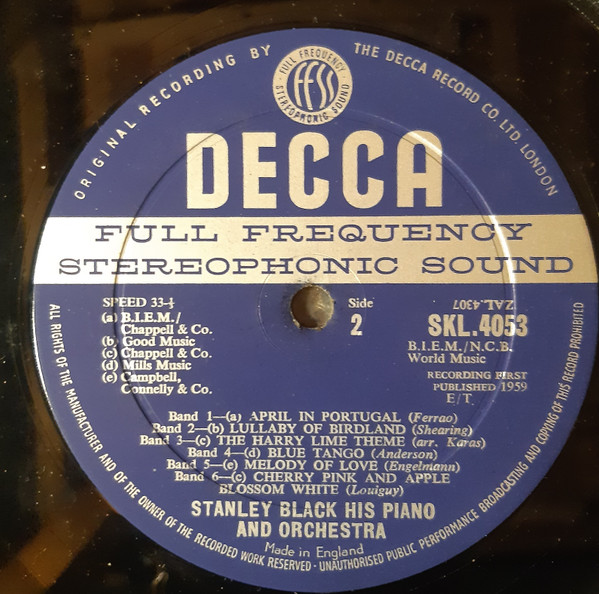 ORIGINAL RECORDING BY THE DECCA RECORD CO. LTD. LONDON
FULL FREQUENCY
ffss
STEREOPHONIC SOUND
DECCA
FULL FREQUENCY
STEREOPHONIC SOUND
SPEED 33-⅓
(a) B.I.E.M./
Chappell & Co.
(b) Good Music
(c) Chappell & Co.
(d) Mills Music
(e) Campbell,
Connelly & Co.
Side
2
ZAL.4307
SKL.4053
B.I.E.M./N.C.B.
World Music
RECORDING FIRST
PUBLISHED 1959
E/T
Band 1—(a) APRIL IN PORTUGAL (Ferrao)
Band 2—(b) LULLABY OF BIRDLAND (Shearing)
Band 3—(c) THE HARRY LIME THEME (arr. Karas)
Band 4—(d) BLUE TANGO (Anderson)
Band 5—(e) MELODY OF LOVE (Engelmann)
Band 6—(c) CHERRY PINK AND APPLE
BLOSSOM WHITE (Louiguy)
STANLEY BLACK HIS PIANO
AND ORCHESTRA
Made in England
ALL RIGHTS OF THE MANUFACTURER AND OF THE OWNER OF THE RECORDED WORK RESERVED - UNAUTHORISED PUBLIC PERFORMANCE BROADCASTING AND COPYING OF THIS RECORD PROHIBITED